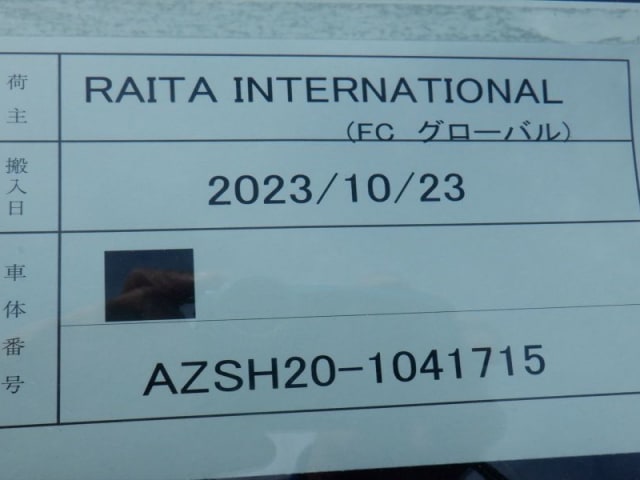 荷主 RAITA INTERNATIONAL
(FC グローバル)
搬入日 2023/10/23
車体番号
AZSH20-1041715